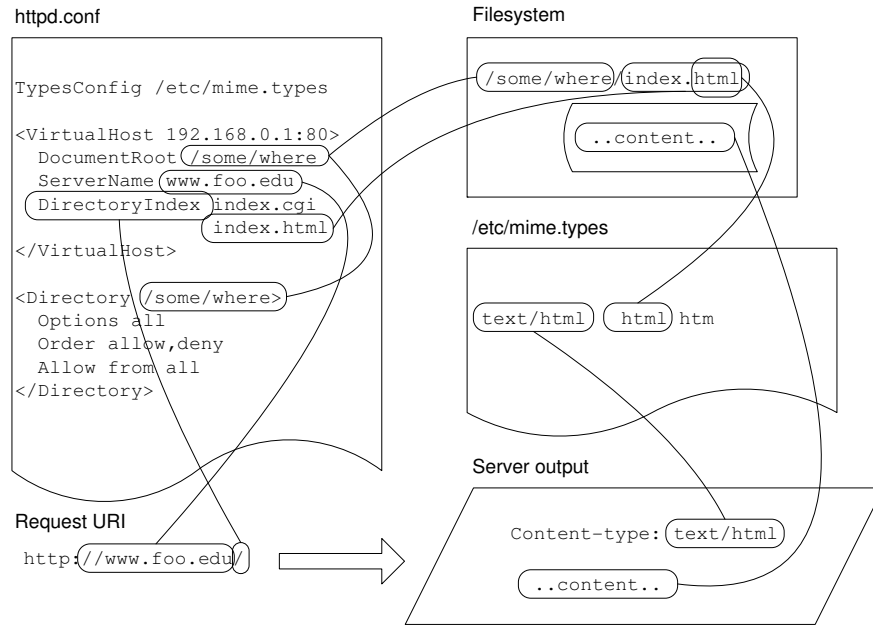 httpd.conf
TypesConfig /etc/mime.types
<VirtualHost 192.168.0.1:80>
DocumentRoot /some/where
ServerName www.foo.edu
DirectoryIndex index.cgi
index.html
</VirtualHost>
<Directory /some/where>
Options all
Order allow,deny
Allow from all
</Directory>
Request URI
http://www.foo.edu/
Filesystem
/some/where/index.html
..content..
/etc/mime.types
text/html html htm
Server output
Content-type: text/html
..content..